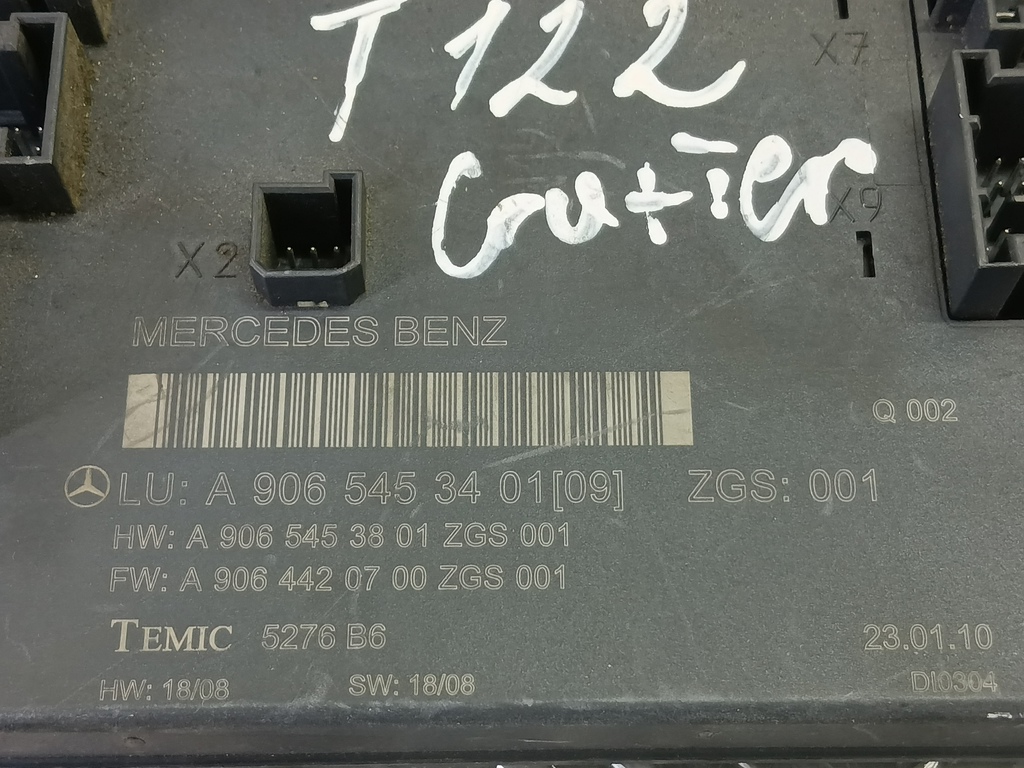 T 122
X7
Crafter
X9
X2
MERCEDES BENZ
Q 002
LU: A 906 545 34 01[09] ZGS: 001
HW: A 906 545 38 01 ZGS 001
FW: A 906 442 07 00 ZGS 001
TEMIC 5276 B6
23.01.10
HW: 18/08 SW: 18/08
DI0304